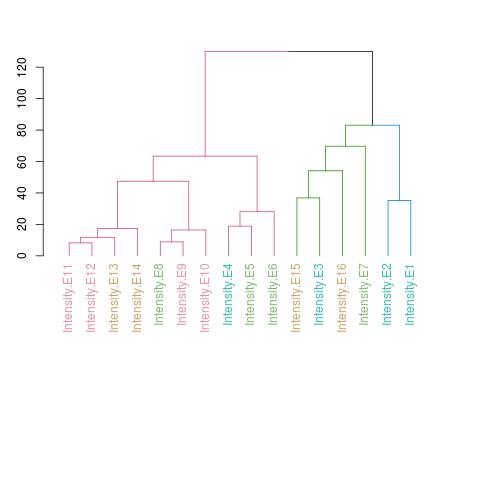 120
100
80
60
40
20
0
Intensity.E11
Intensity.E12
Intensity.E13
Intensity.E14
Intensity.E8
Intensity.E9
Intensity.E10
Intensity.E4
Intensity.E5
Intensity.E6
Intensity.E15
Intensity.E3
Intensity.E16
Intensity.E7
Intensity.E2
Intensity.E1